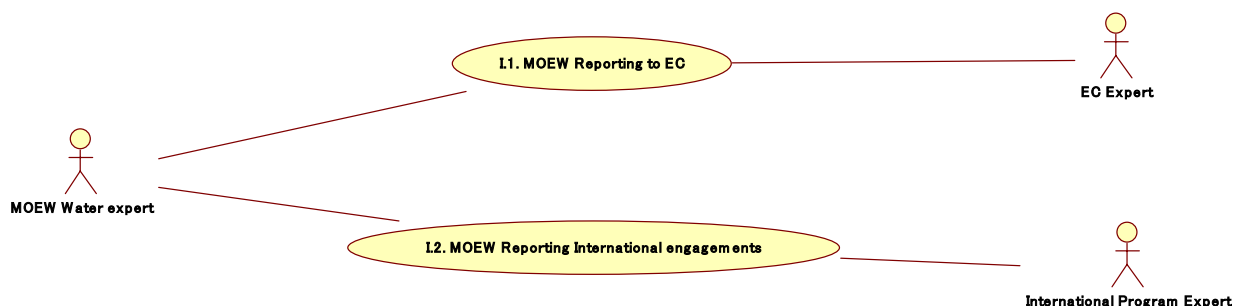 I.1. MOEW Reporting to EC
EC Expert
MOEW Water expert
I.2. MOEW Reporting International engagements
International Program Expert